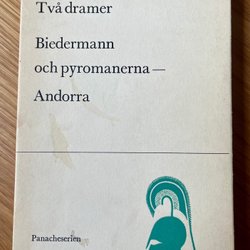 Två dramer
Biedermann
och pyromanerna —
Andorra
Panacheserien